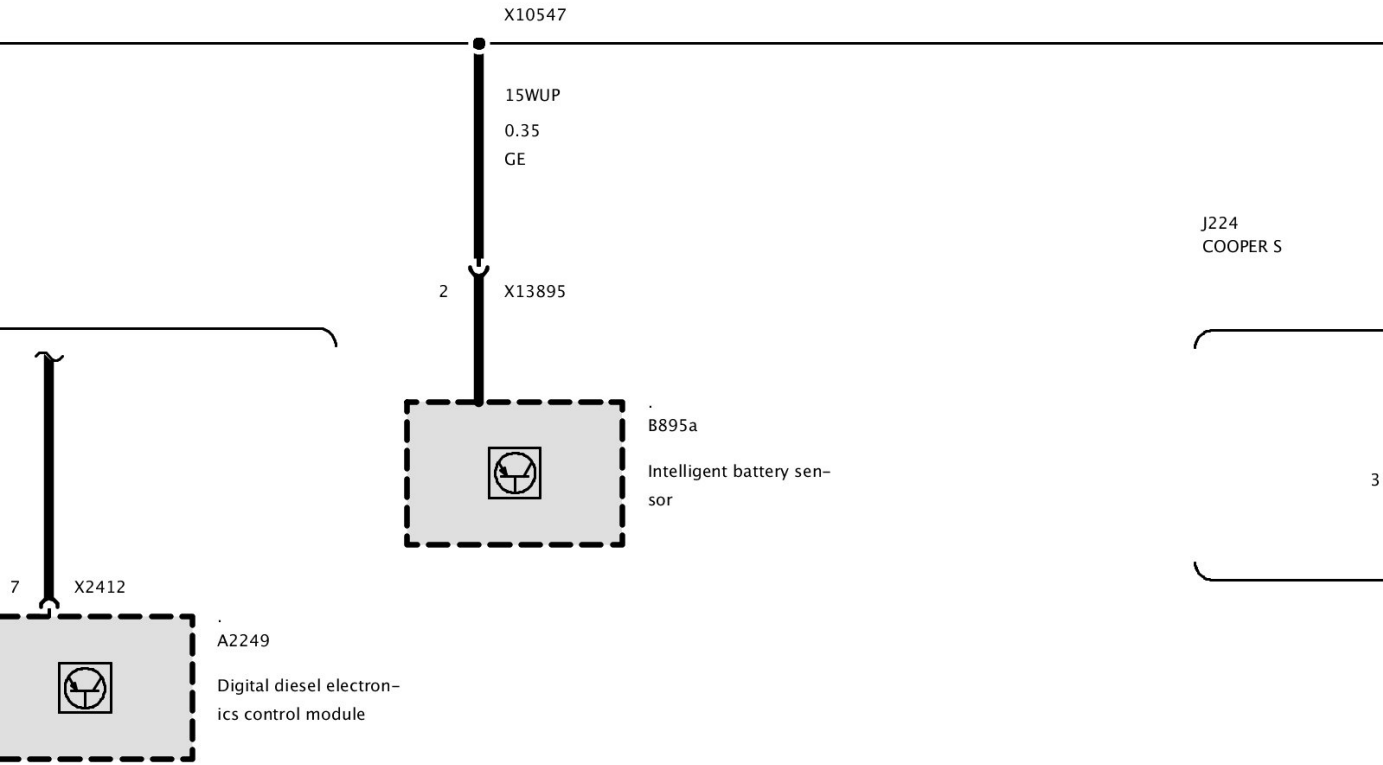 X10547
15WUP
0.35
GE
J224
COOPER S
2
X13895
.
B895a
Intelligent battery sen-
sor
3
7
X2412
.
A2249
Digital diesel electron-
ics control module